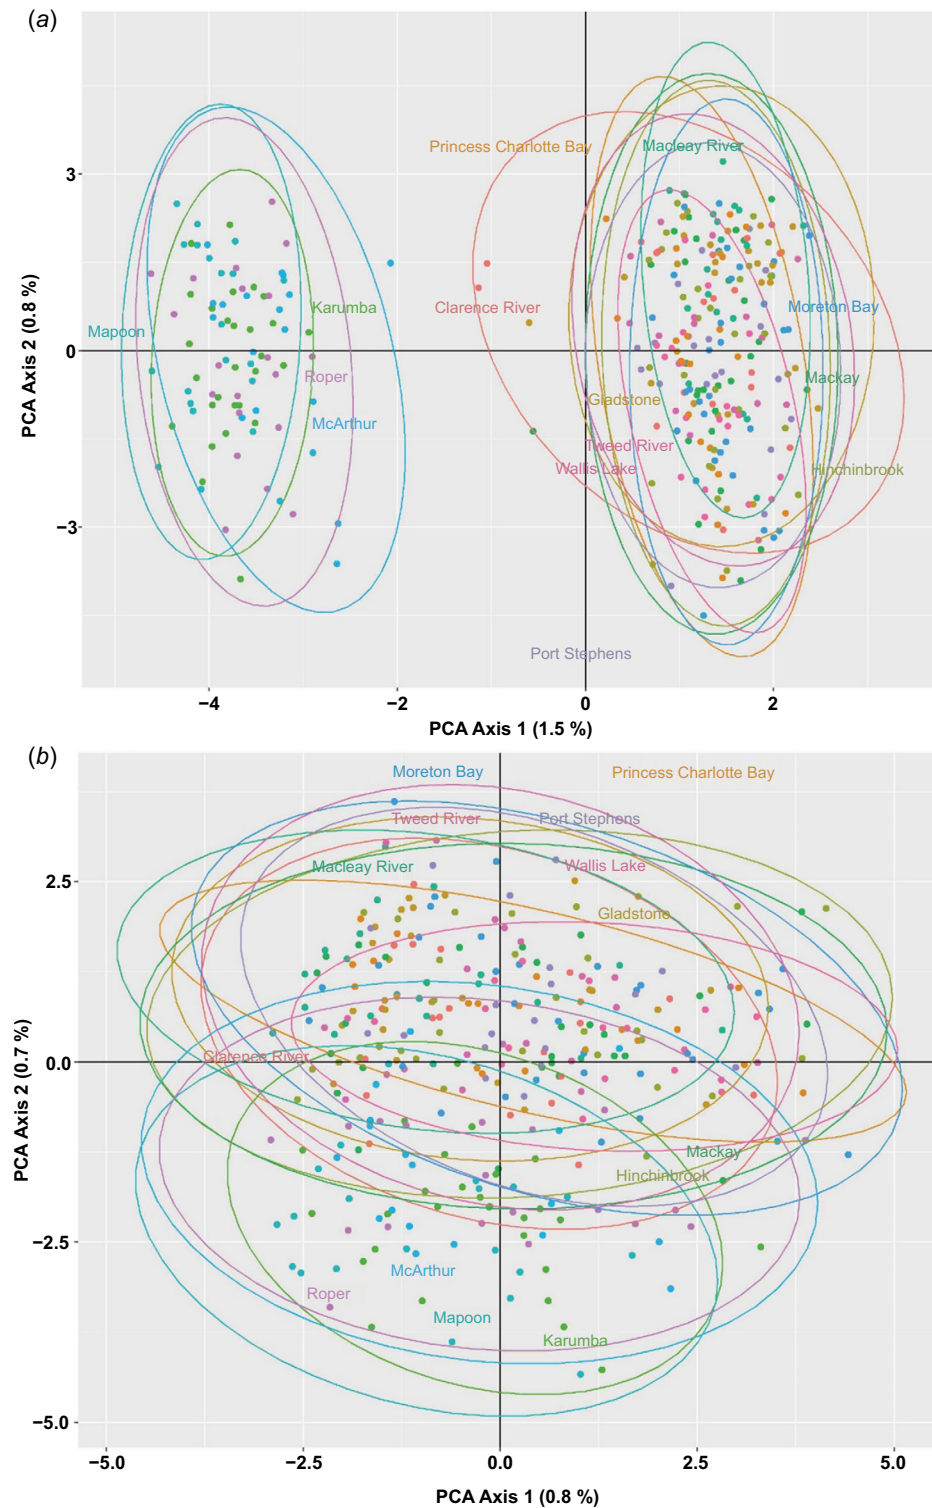 (a)
3
0
−3
PCA Axis 2 (0.8 %)
Princess Charlotte Bay
Macleay River
Clarence River
Moreton Bay
Mapoon
Karumba
Roper
McArthur
Mackay
Gladstone
Tweed River
Wallis Lake
Hinchinbrook
Port Stephens
−4
−2
0
2
PCA Axis 1 (1.5 %)
(b)
2.5
0.0
−2.5
−5.0
PCA Axis 2 (0.7 %)
Moreton Bay
Princess Charlotte Bay
Tweed River
Port Stephens
Macleay River
Wallis Lake
Gladstone
Clarence River
Mackay
Hinchinbrook
McArthur
Roper
Mapoon
Karumba
−5.0
−2.5
0.0
2.5
5.0
PCA Axis 1 (0.8 %)